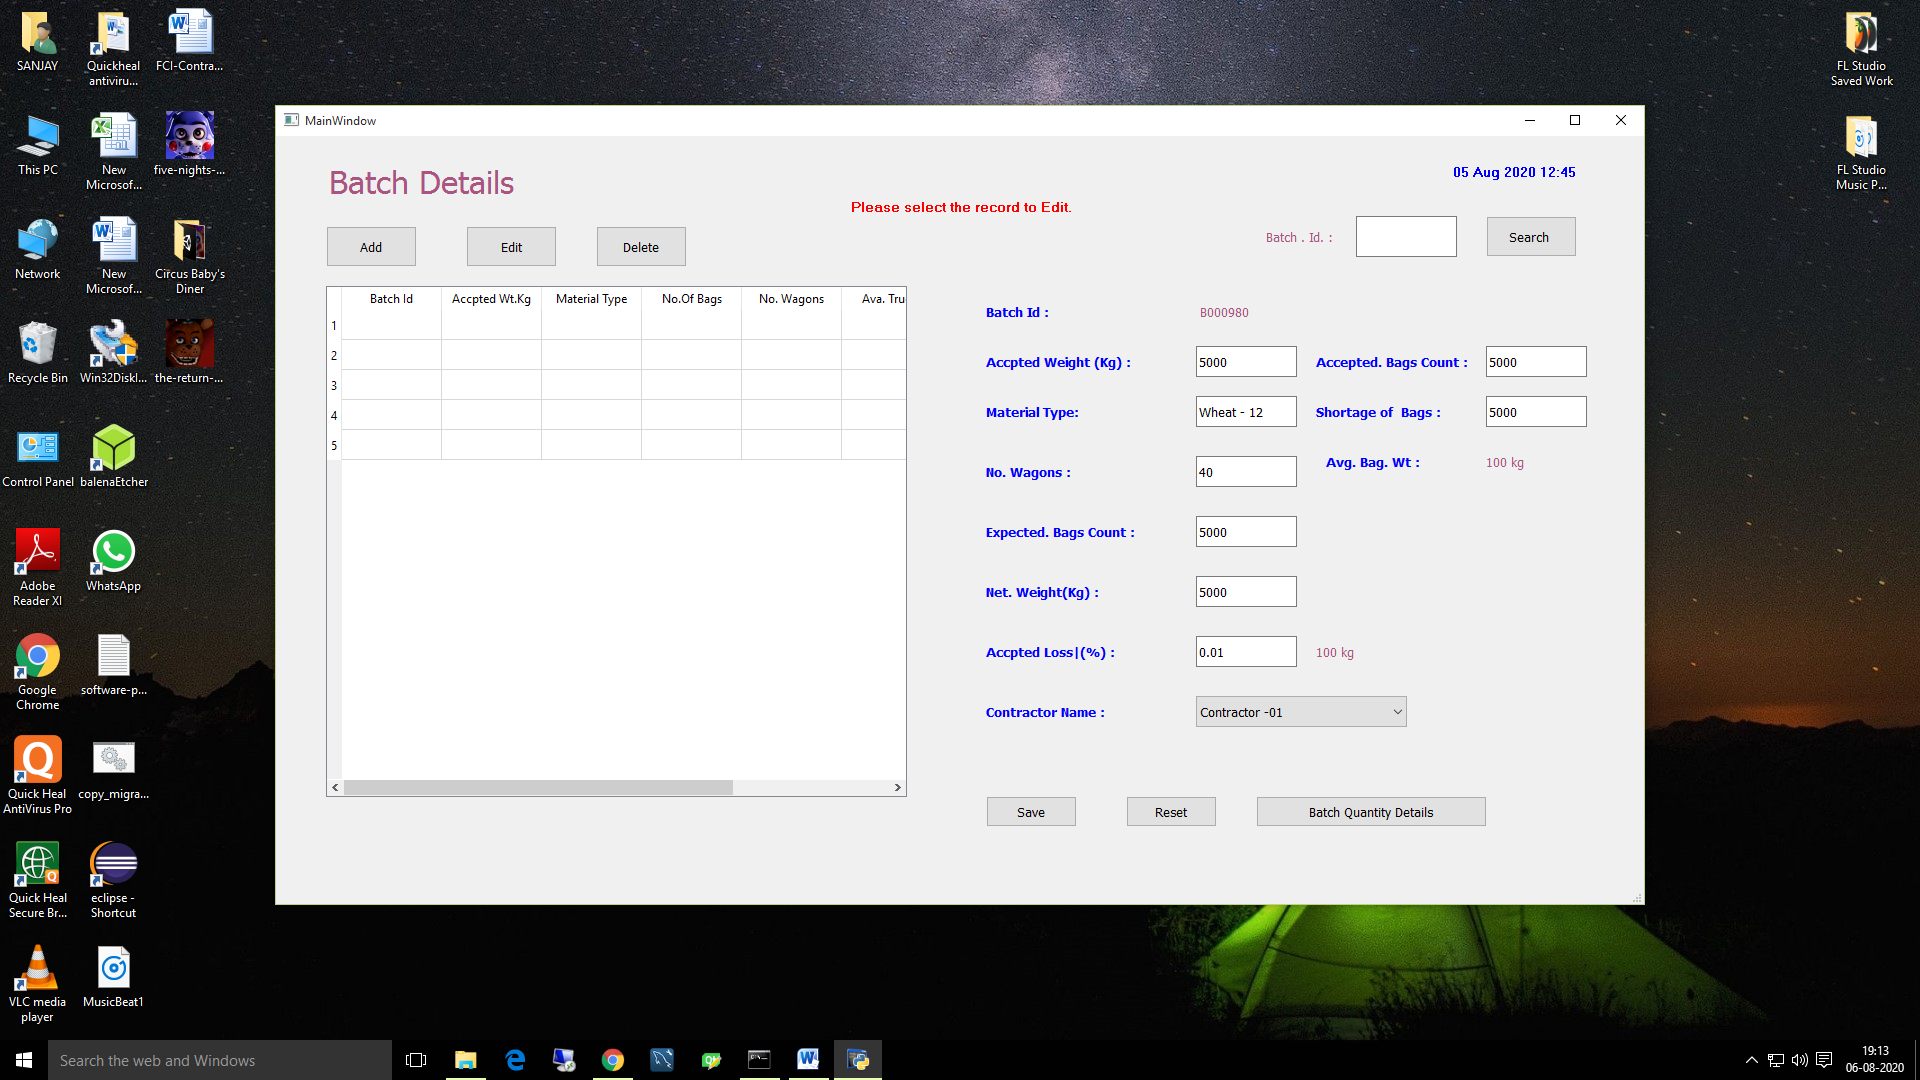 SANJAY
Quickheal
antiviru...
FCI-Contra...
This PC
New
Microsof...
five-nights-...
Network
New
Microsof...
Circus Baby's
Diner
Recycle Bin
Win32DiskI...
the-return-...
Control Panel
balenaEtcher
Adobe
Reader XI
WhatsApp
Google
Chrome
software-p...
Quick Heal
AntiVirus Pro
copy_migra...
Quick Heal
Secure Br...
eclipse -
Shortcut
VLC media
player
MusicBeat1
FL Studio
Saved Work
FL Studio
Music P...
MainWindow
Batch Details
05 Aug 2020 12:45
Please select the record to Edit.
Add
Edit
Delete
Batch . Id. :
Search
Batch Id
Accpted Wt.Kg
Material Type
No.Of Bags
No. Wagons
Ava. Tru
1
2
3
4
5
Batch Id :
B000980
Accpted Weight (Kg) :
5000
Accepted. Bags Count :
5000
Material Type:
Wheat - 12
Shortage of  Bags :
5000
No. Wagons :
40
Avg. Bag. Wt :
100 kg
Expected. Bags Count :
5000
Net. Weight(Kg) :
5000
Accpted Loss|(%) :
0.01
100 kg
Contractor Name :
Contractor -01
Save
Reset
Batch Quantity Details
Search the web and Windows
19:13
06-08-2020